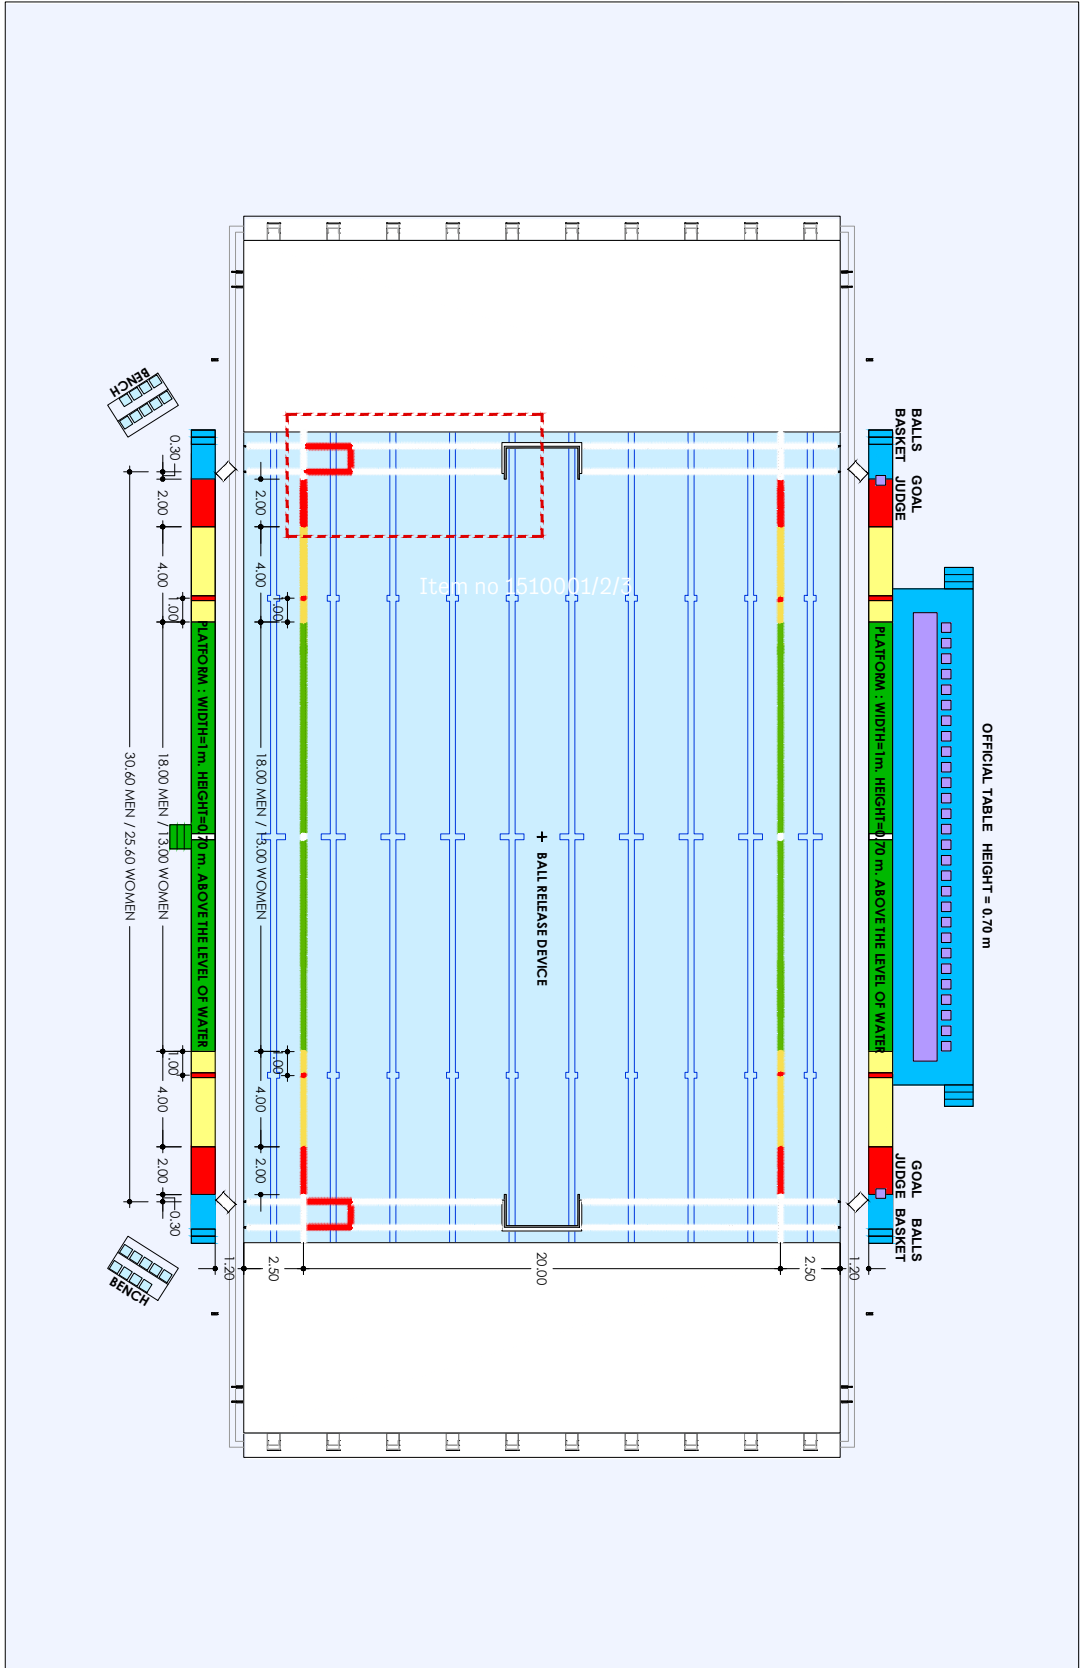 BENCH
BALLS
BASKET
GOAL
JUDGE
0.30
2.00
2.00
4.00
4.00
1.00
1.00
Item no 1510001/2/3
PLATFORM : WIDTH=1m. HEIGHT=0.70 m. ABOVE THE LEVEL OF WATER
PLATFORM : WIDTH=1m. HEIGHT=0.70 m. ABOVE THE LEVEL OF WATER
OFFICIAL TABLE HEIGHT = 0.70 m
30.60 MEN / 25.60 WOMEN
18.00 MEN / 13.00 WOMEN
18.00 MEN / 13.00 WOMEN
BALL RELEASE DEVICE
1.00
1.00
4.00
4.00
2.00
2.00
0.30
GOAL
JUDGE
BALLS
BASKET
BENCH
1.20
2.50
20.00
2.50
1.20